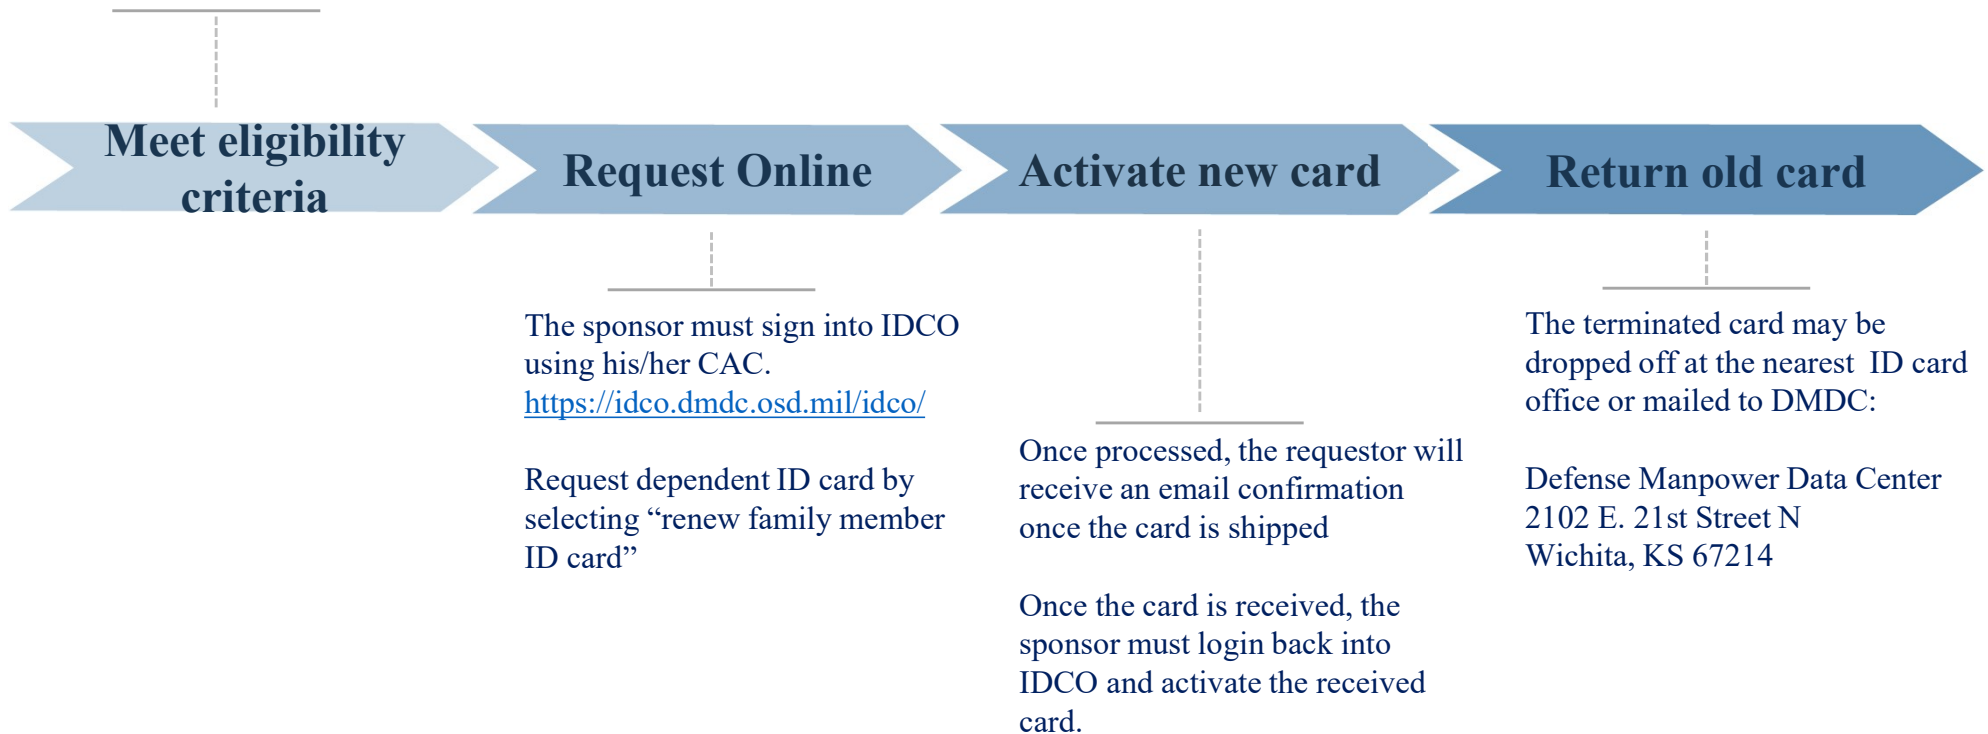 Meet eligibility
criteria
Request Online
Activate new card
Return old card
The sponsor must sign into IDCO
using his/her CAC.
https://idco.dmdc.osd.mil/idco/
Request dependent ID card by
selecting “renew family member
ID card”
Once processed, the requestor will
receive an email confirmation
once the card is shipped
Once the card is received, the
sponsor must login back into
IDCO and activate the received
card.
The terminated card may be
dropped off at the nearest  ID card
office or mailed to DMDC:
Defense Manpower Data Center
2102 E. 21st Street N
Wichita, KS 67214